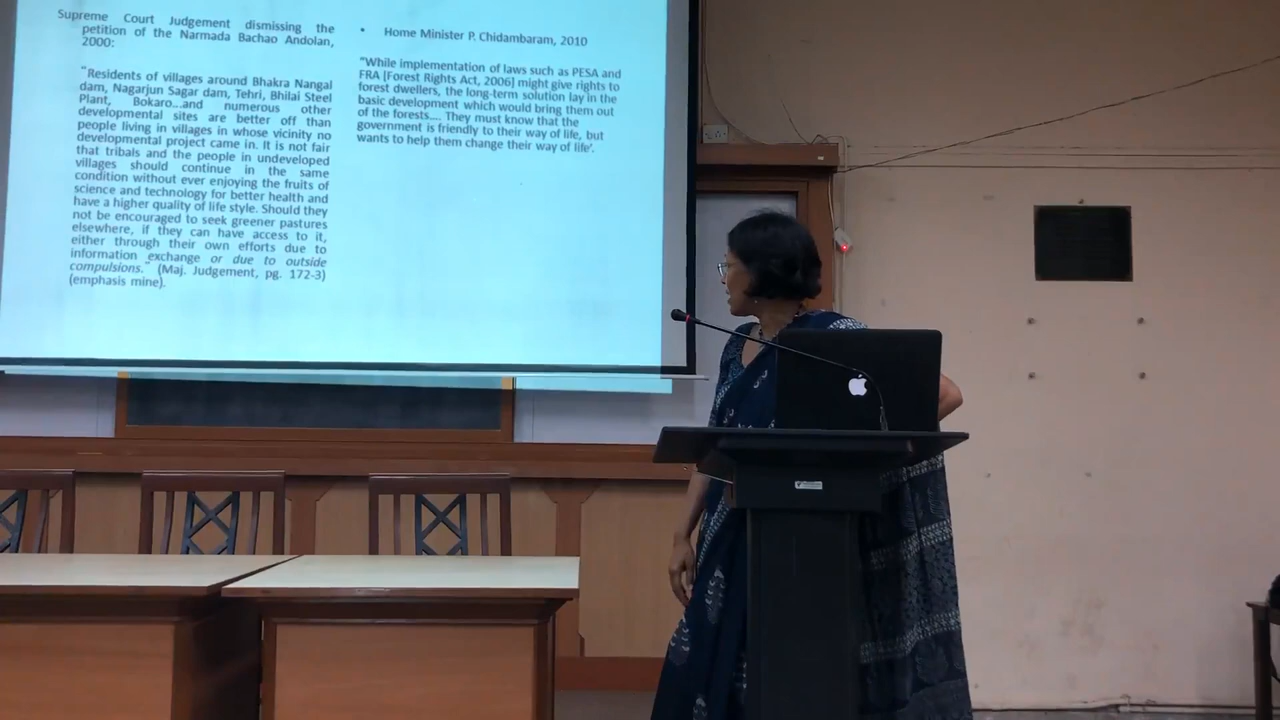 Supreme Court Judgement dismissing the
petition of the Narmada Bachao Andolan,
2000:
"Residents of villages around Bhakra Nangal
dam, Nagarjun Sagar dam, Tehri, Bhilai Steel
Plant, Bokaro...and numerous other
developmental sites are better off than
people living in villages in whose vicinity no
developmental project came in. It is not fair
that tribals and the people in undeveloped
villages should continue in the same
condition without ever enjoying the fruits of
science and technology for better health and
have a higher quality of life style. Should they
not be encouraged to seek greener pastures
elsewhere, if they can have access to it,
either through their own efforts due to
information exchange or due to outside
compulsions." (Maj. Judgement, pg. 172-3)
(emphasis mine).
• Home Minister P. Chidambaram, 2010
"While implementation of laws such as PESA and
FRA [Forest Rights Act, 2006] might give rights to
forest dwellers, the long-term solution lay in the
basic development which would bring them out
of the forests.... They must know that the
government is friendly to their way of life, but
wants to help them change their way of life'.